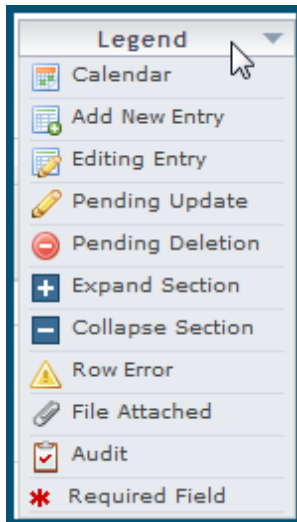 Legend
Calendar
Add New Entry
Editing Entry
Pending Update
Pending Deletion
Expand Section
Collapse Section
Row Error
File Attached
Audit
Required Field